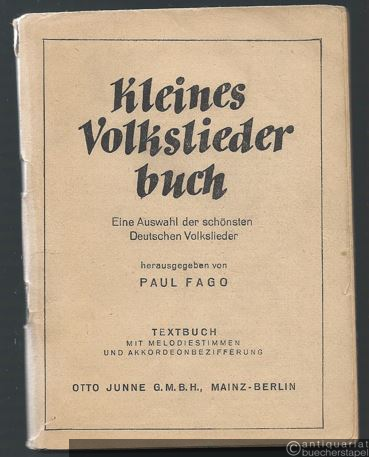 Kleines
Volkslieder
buch
Eine Auswahl der schönsten
Deutschen Volkslieder
herausgegeben von
PAUL FAGO
TEXTBUCH
MIT MELODIESTIMMEN
UND AKKORDEONBEZIFFERUNG
OTTO JUNNE G.M.B.H., MAINZ-BERLIN
antiquariat
buecherstapel